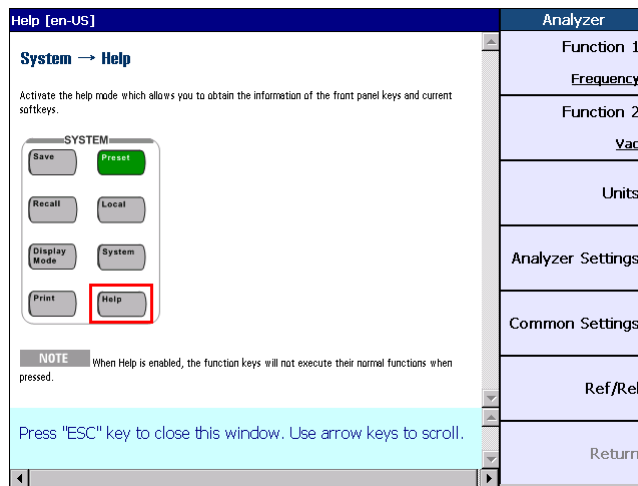 Help [en-US]
System → Help
Activate the help mode which allows you to obtain the information of the front panel keys and current
softkeys.
SYSTEM
Save
Preset
Recall
Local
Display
Mode
System
Print
Help
NOTE When Help is enabled, the function keys will not execute their normal functions when
pressed.
Press "ESC" key to close this window. Use arrow keys to scroll.
Analyzer
Function 1
Frequency
Function 2
Vac
Units
Analyzer Settings
Common Settings
Ref/Rel
Return